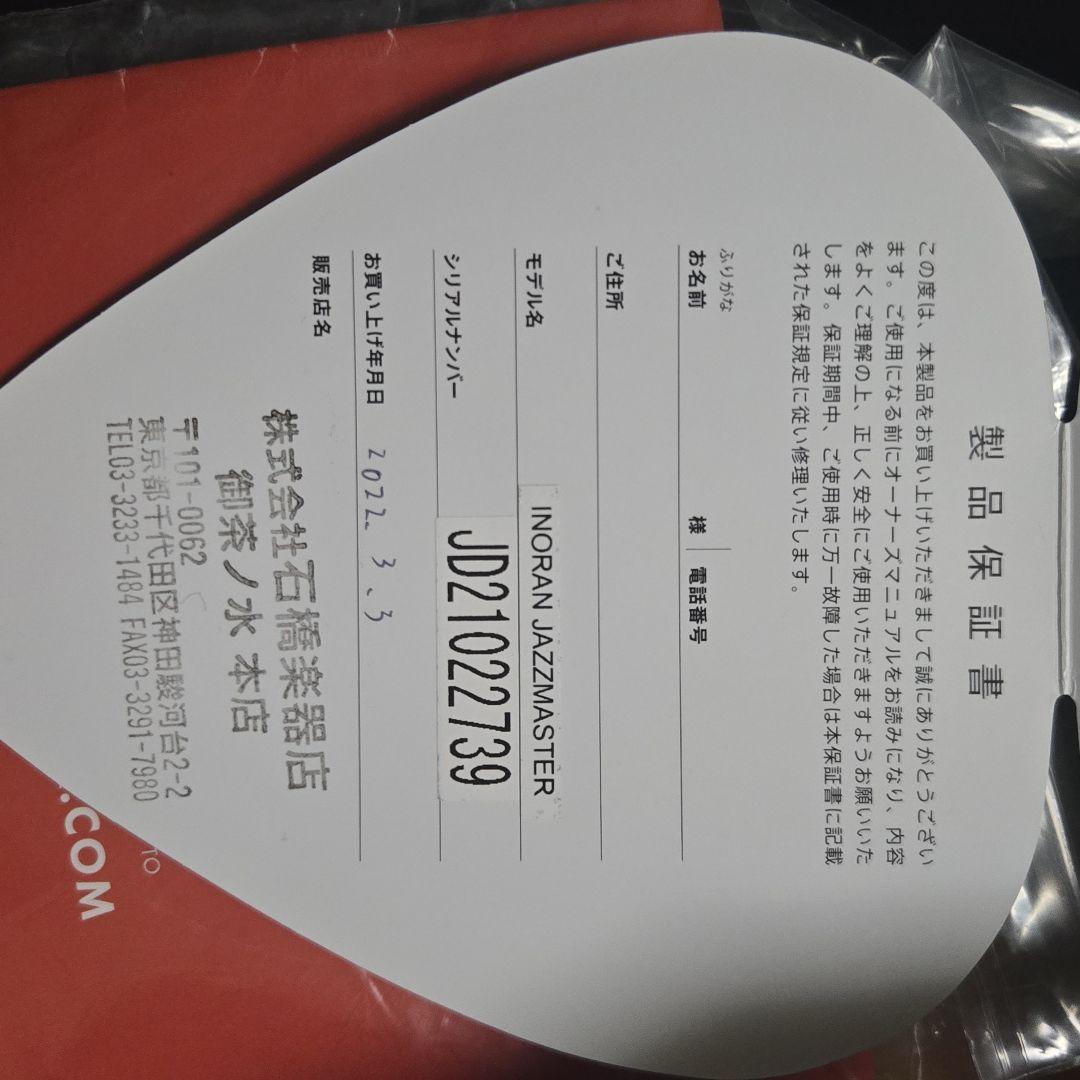 製品保証書
この度は、本製品をお買い上げいただきまして誠にありがとうござい
ます。ご使用になる前にオーナーズマニュアルをお読みになり、内容
をよくご理解の上、正しく安全にご使用いただきますようお願いいた
します。保証期間中、ご使用時に万一故障した場合は本保証書に記載
された保証規定に従い修理いたします。
ふりがな
お名前 様 電話番号
ご住所
モデル名 INORAN JAZZMASTER
シリアルナンバー JD21022739
お買い上げ年月日 2022. 3. 3
販売店名
株式会社石橋楽器店
御茶ノ水本店
〒101-0062
東京都千代田区神田駿河台2-2
TEL03-3233-1484 FAX03-3291-7980
TO
.COM